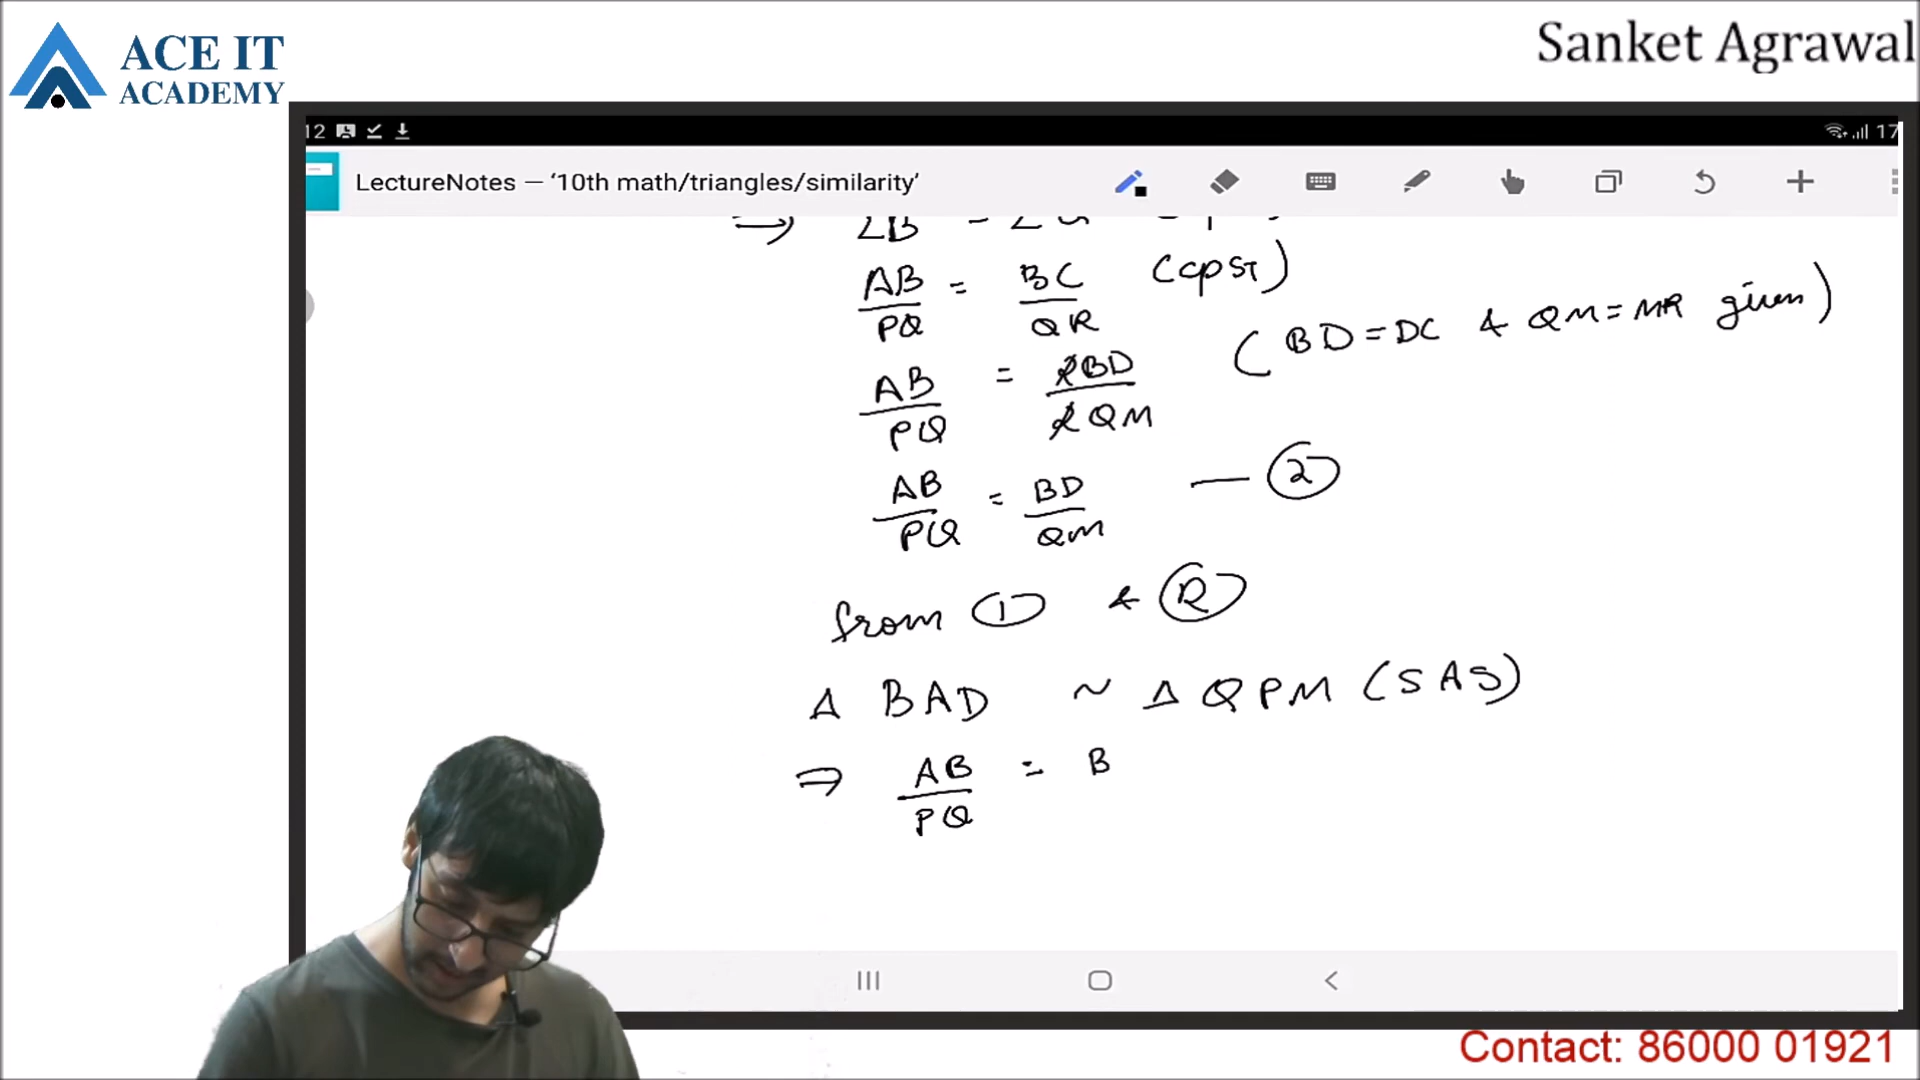 ACE IT
ACADEMY
Sanket Agrawal
12
17
LectureNotes — ‘10th math/triangles/similarity’
⇒ ∠B = ∠Q
AB/PQ = BC/QR (cpst)
AB/PQ = 2BD/2QM (BD = DC & QM = MR given)
AB/PQ = BD/QM — 2
from 1 & 2
Δ BAD ~ Δ QPM (SAS)
⇒ AB/PQ = B
Contact: 86000 01921